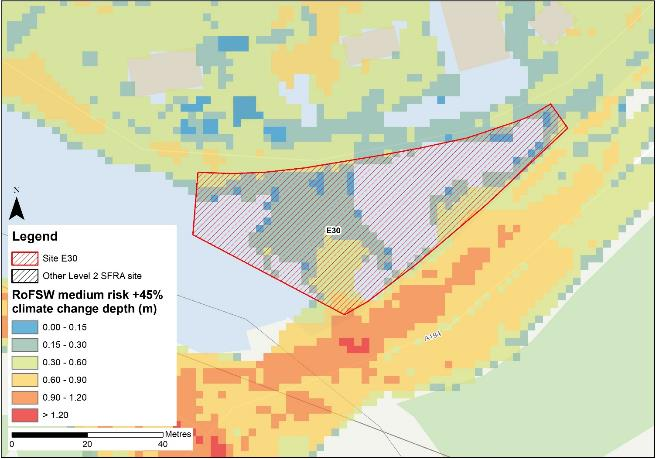 E30
A194
N
Legend
Site E30
Other Level 2 SFRA site
RoFSW medium risk +45%
climate change depth (m)
0.00 - 0.15
0.15 - 0.30
0.30 - 0.60
0.60 - 0.90
0.90 - 1.20
> 1.20
Metres
0 20 40